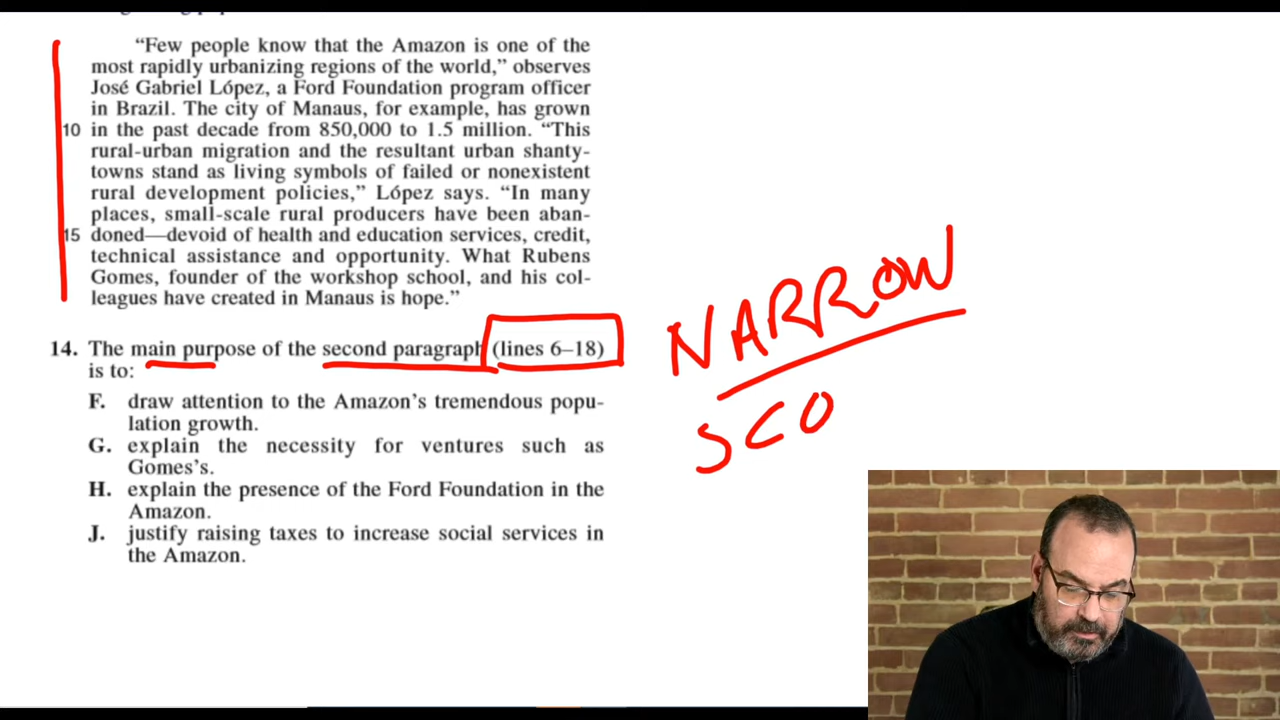 “Few people know that the Amazon is one of the
most rapidly urbanizing regions of the world,” observes
José Gabriel López, a Ford Foundation program officer
in Brazil. The city of Manaus, for example, has grown
10 in the past decade from 850,000 to 1.5 million. “This
rural-urban migration and the resultant urban shanty-
towns stand as living symbols of failed or nonexistent
rural development policies,” López says. “In many
places, small-scale rural producers have been aban-
15 doned—devoid of health and education services, credit,
technical assistance and opportunity. What Rubens
Gomes, founder of the workshop school, and his col-
leagues have created in Manaus is hope.”
14. The main purpose of the second paragraph (lines 6–18)
is to:
F. draw attention to the Amazon’s tremendous popu-
lation growth.
G. explain the necessity for ventures such as
Gomes’s.
H. explain the presence of the Ford Foundation in the
Amazon.
J. justify raising taxes to increase social services in
the Amazon.
NARROW
SCO